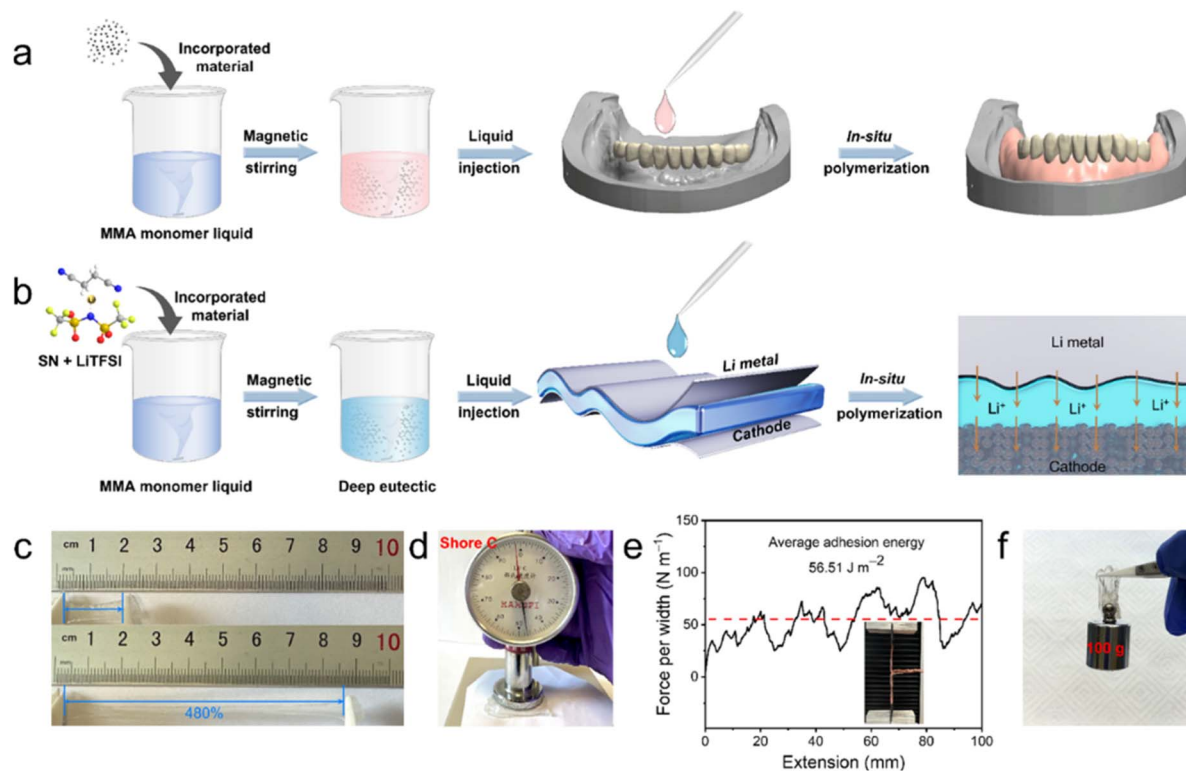 a
Incorporated
material
Magnetic
stirring
Liquid
injection
In-situ
polymerization
MMA monomer liquid
b
SN + LiTFSI
Incorporated
material
Magnetic
stirring
Liquid
injection
Li metal
Cathode
In-situ
polymerization
Li metal
Li⁺ Li⁺ Li⁺
Cathode
MMA monomer liquid
Deep eutectic
c
cm 1 2 3 4 5 6 7 8 9 10
mm
cm 1 2 3 4 5 6 7 8 9 10
mm
480%
d
Shore C
e
Force per width (N m⁻¹)
150
100
50
0
Average adhesion energy
56.51 J m⁻²
0 20 40 60 80 100
Extension (mm)
f
100 g